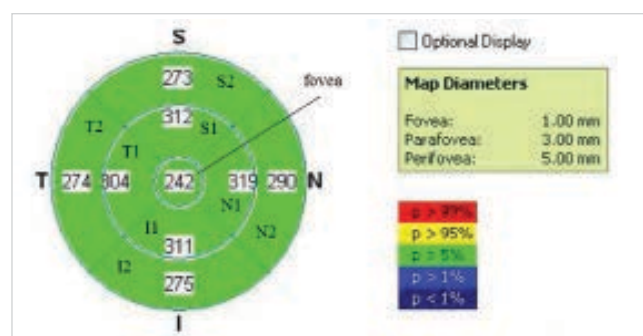 S
273 S2
fovea
312
T2 S1
T1
T 274 304 242 319 290 N
N1
I1 N2
311
I2
275
I
Optional Display
Map Diameters
Fovea: 1.00 mm
Parafovea: 3.00 mm
Perifovea: 5.00 mm
p > 99%
p > 95%
p > 5%
p > 1%
p < 1%